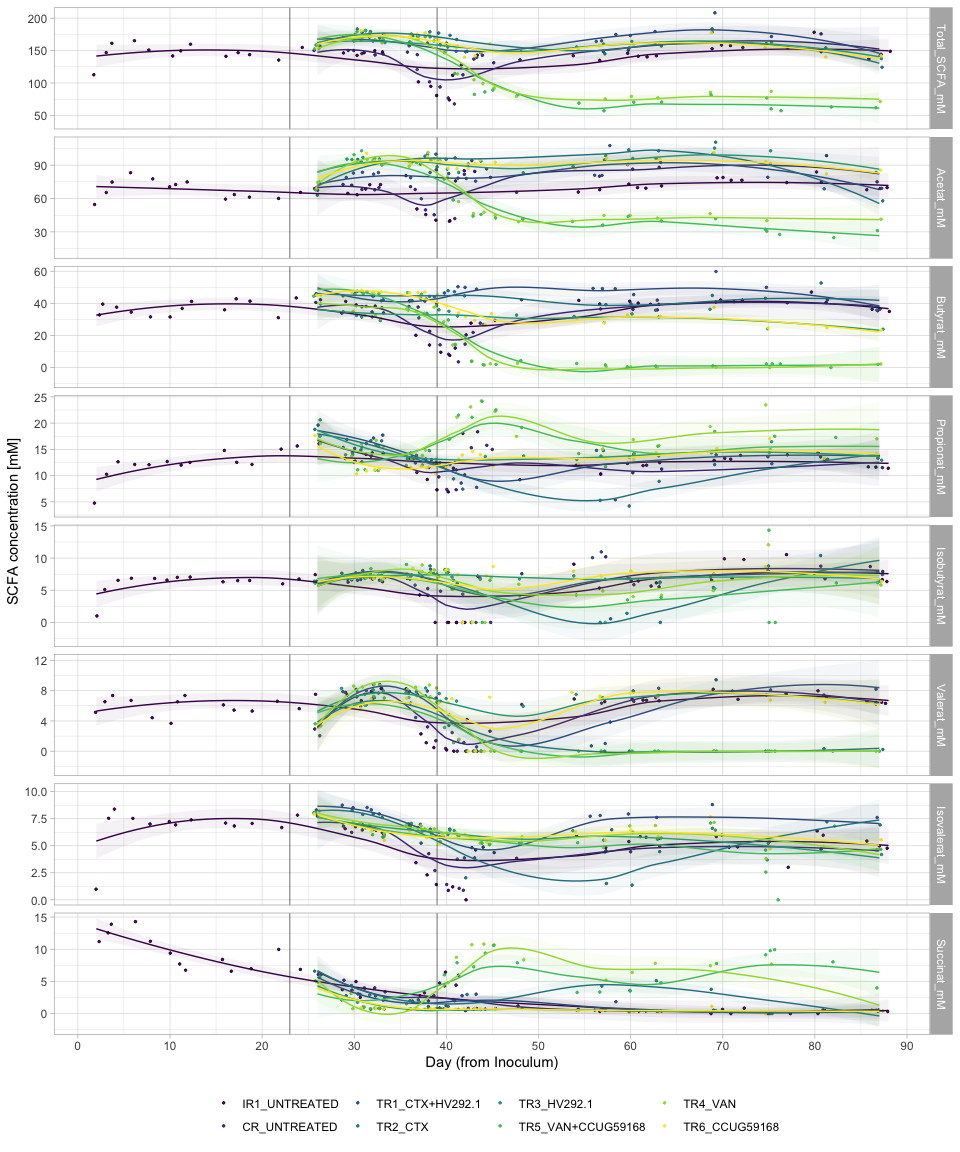 200
150
100
50
Total_SCFA_mM
90
60
30
Acetat_mM
60
40
20
0
Butyrat_mM
25
20
15
10
5
Propionat_mM
15
10
5
0
Isobutyrat_mM
12
8
4
0
Valerat_mM
10.0
7.5
5.0
2.5
0.0
Isovalerat_mM
15
10
5
0
Succinat_mM
SCFA concentration [mM]
0 10 20 30 40 50 60 70 80 90
Day (from Inoculum)
IR1_UNTREATED TR1_CTX+HV292.1 TR3_HV292.1 TR4_VAN
CR_UNTREATED TR2_CTX TR5_VAN+CCUG59168 TR6_CCUG59168